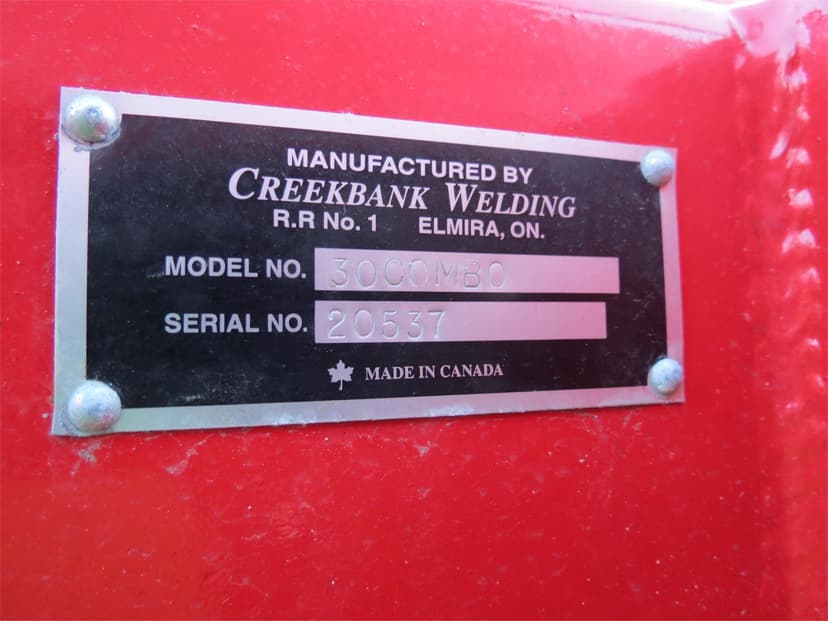 MANUFACTURED BY
CREEKBANK WELDING
R.R No. 1 ELMIRA, ON.
MODEL NO. 30COMBO
SERIAL NO. 20537
MADE IN CANADA